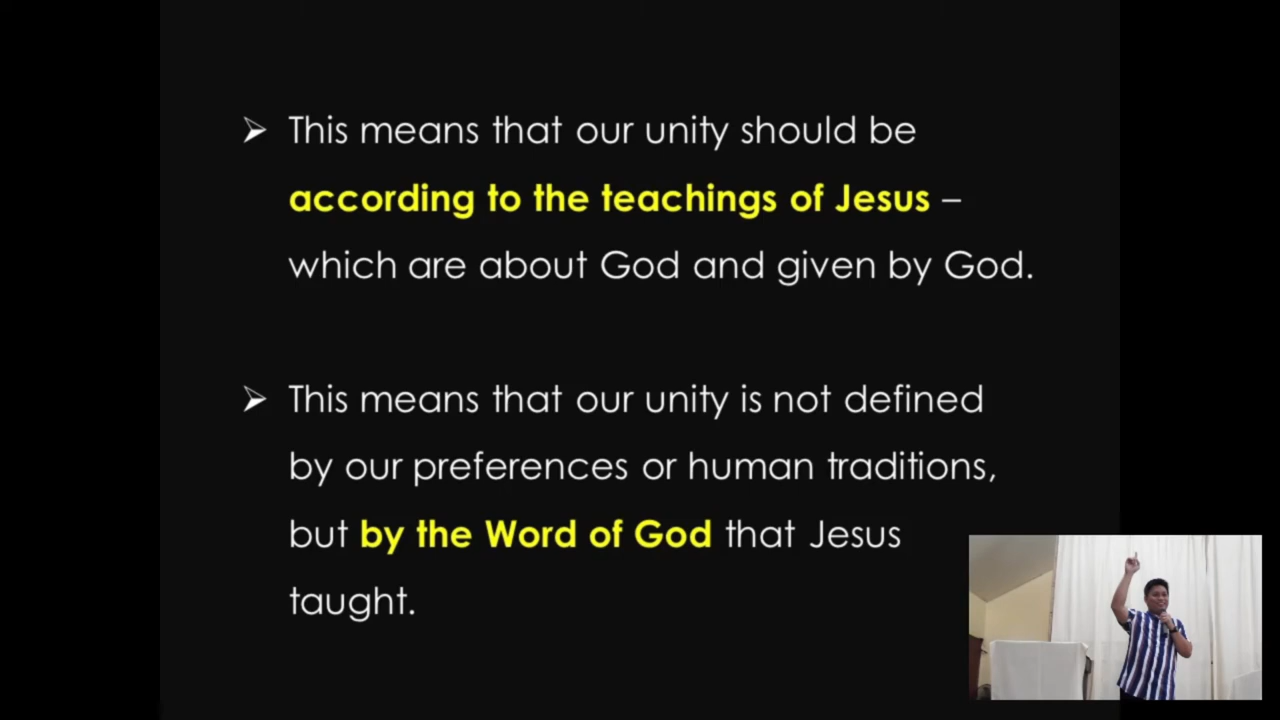 ➢ This means that our unity should be
according to the teachings of Jesus –
which are about God and given by God.
➢ This means that our unity is not defined
by our preferences or human traditions,
but by the Word of God that Jesus
taught.